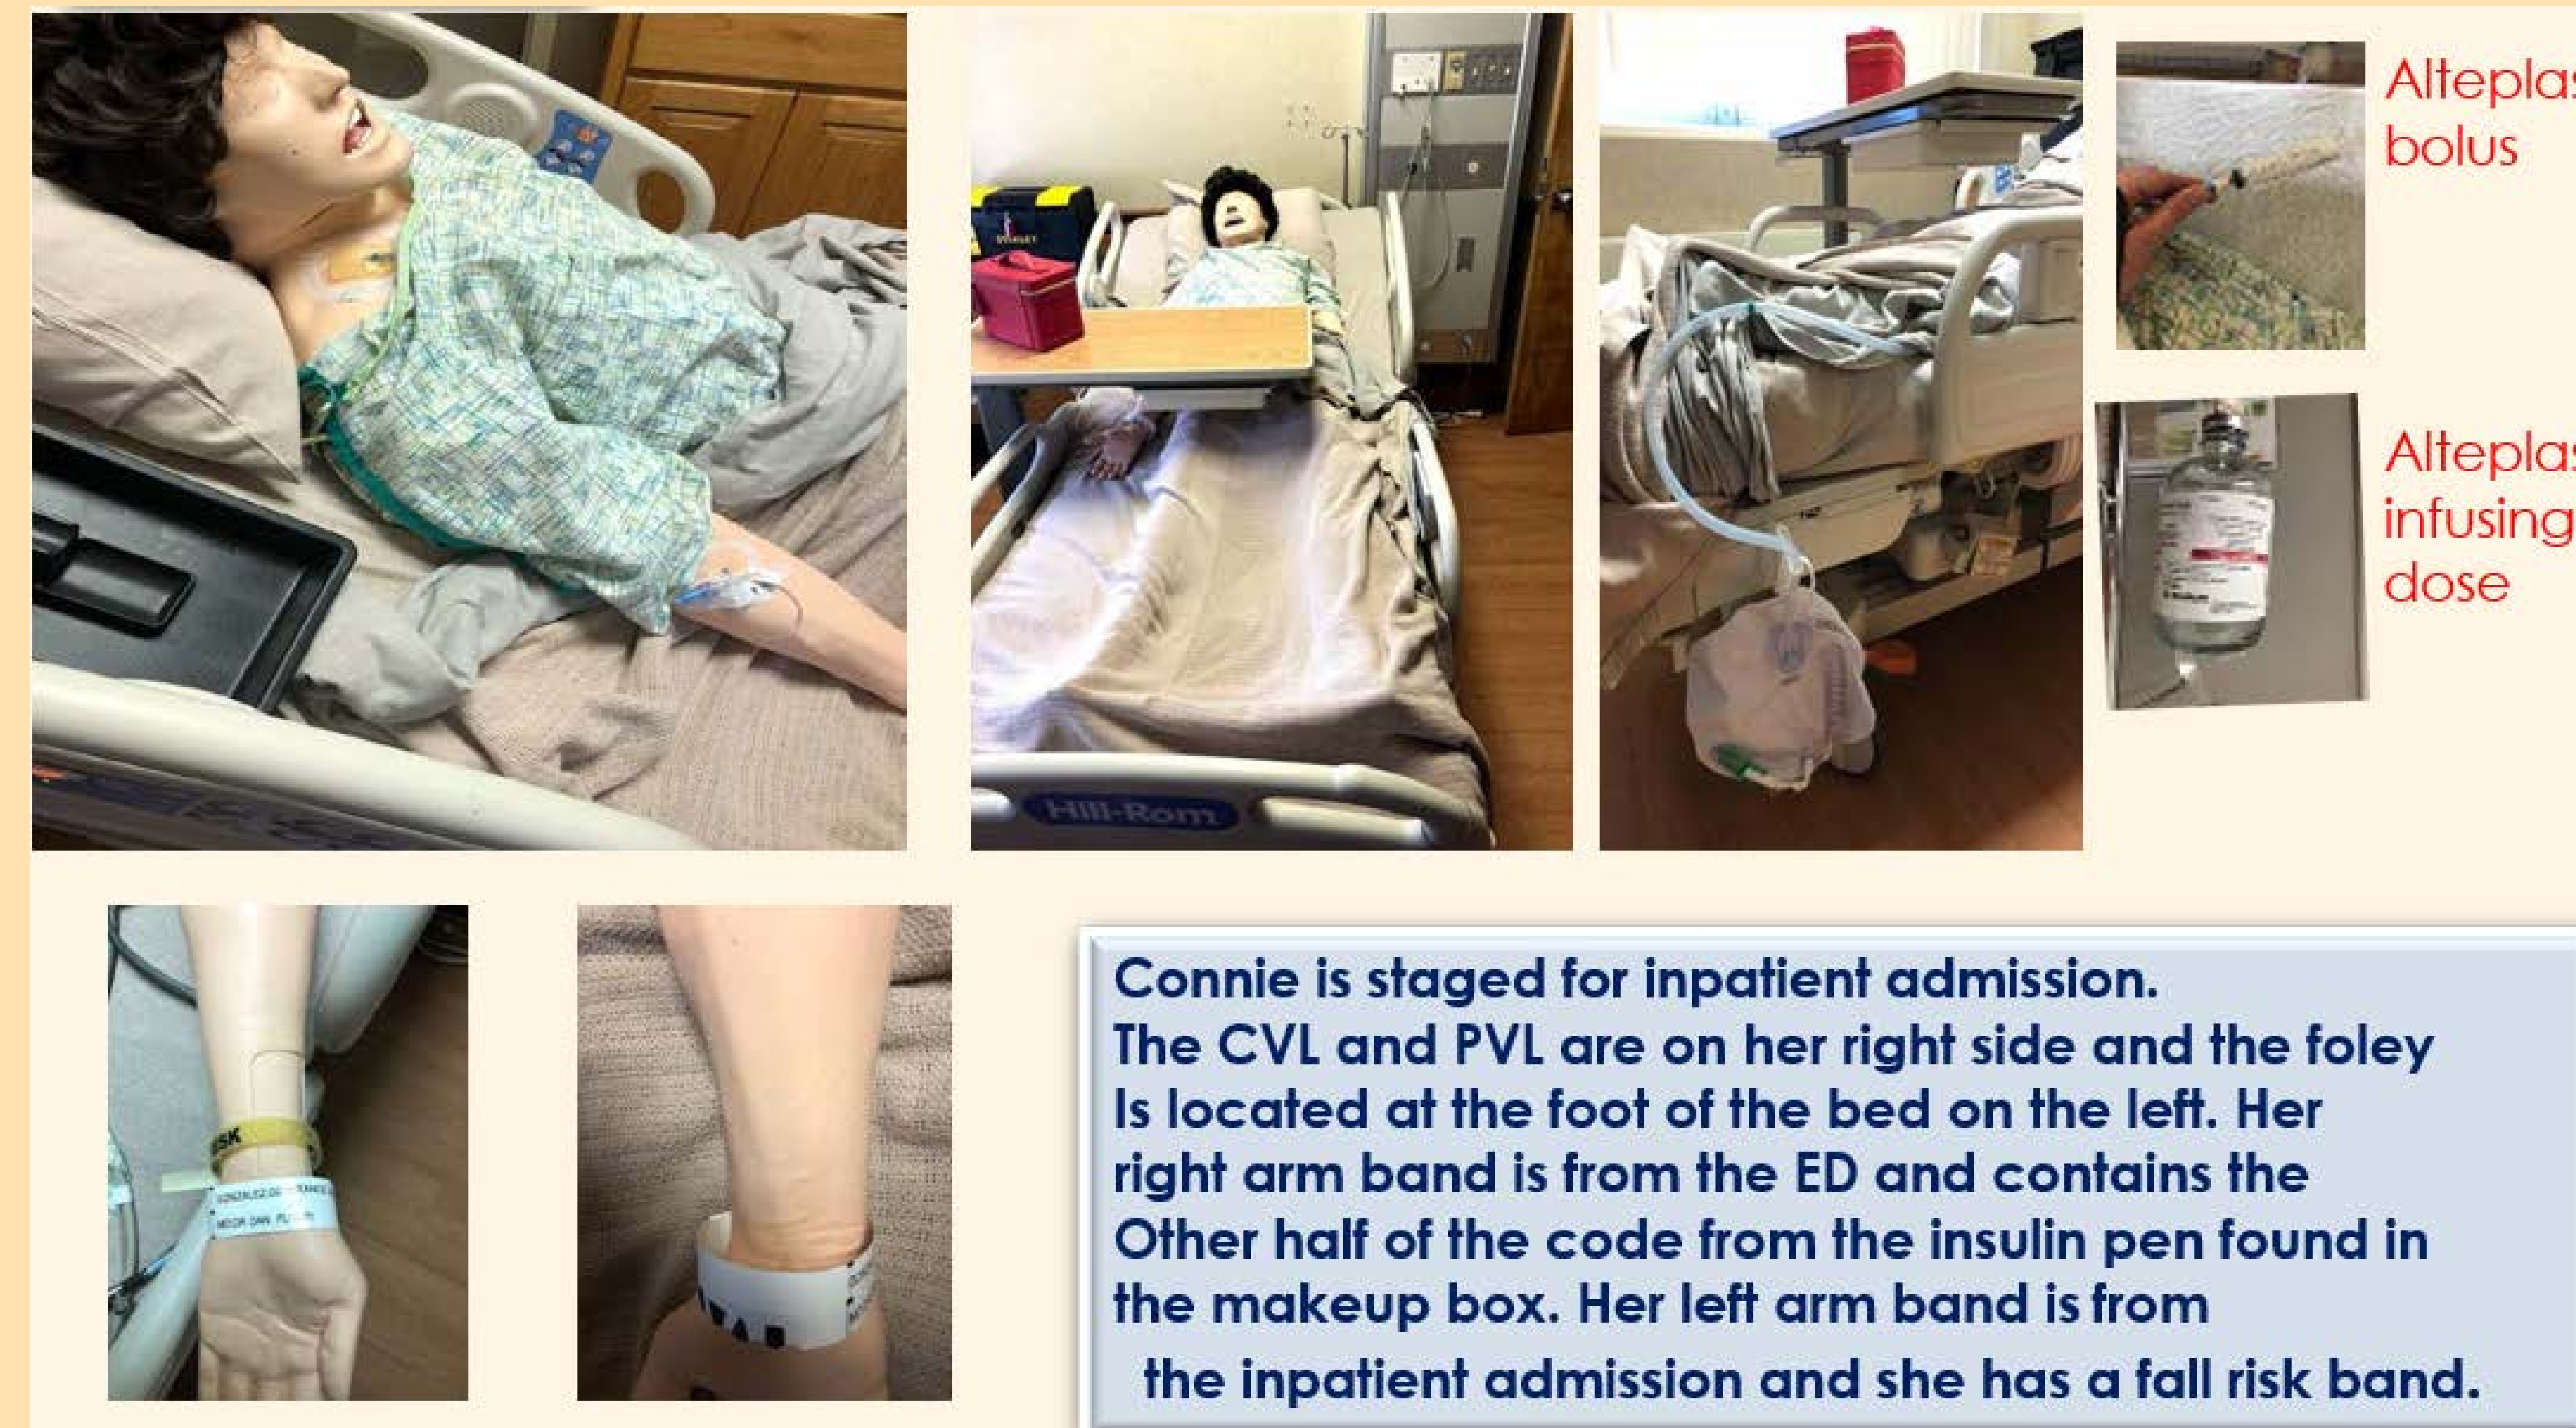 Alteplas
bolus
Alteplas
infusing
dose
STANLEY
Hill-Rom
Connie is staged for inpatient admission.
The CVL and PVL are on her right side and the foley
Is located at the foot of the bed on the left. Her
right arm band is from the ED and contains the
Other half of the code from the insulin pen found in
the makeup box. Her left arm band is from
the inpatient admission and she has a fall risk band.